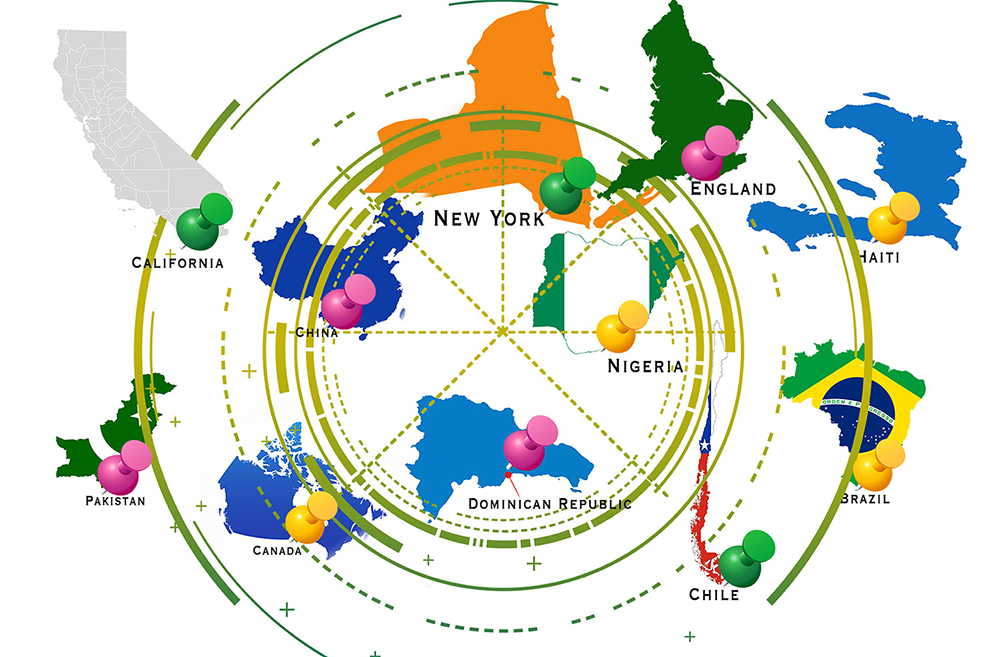 ENGLAND
NEW YORK
HAITI
CALIFORNIA
CHINA
NIGERIA
ORDEM E PROGRESSO
PAKISTAN
BRAZIL
DOMINICAN REPUBLIC
CANADA
CHILE